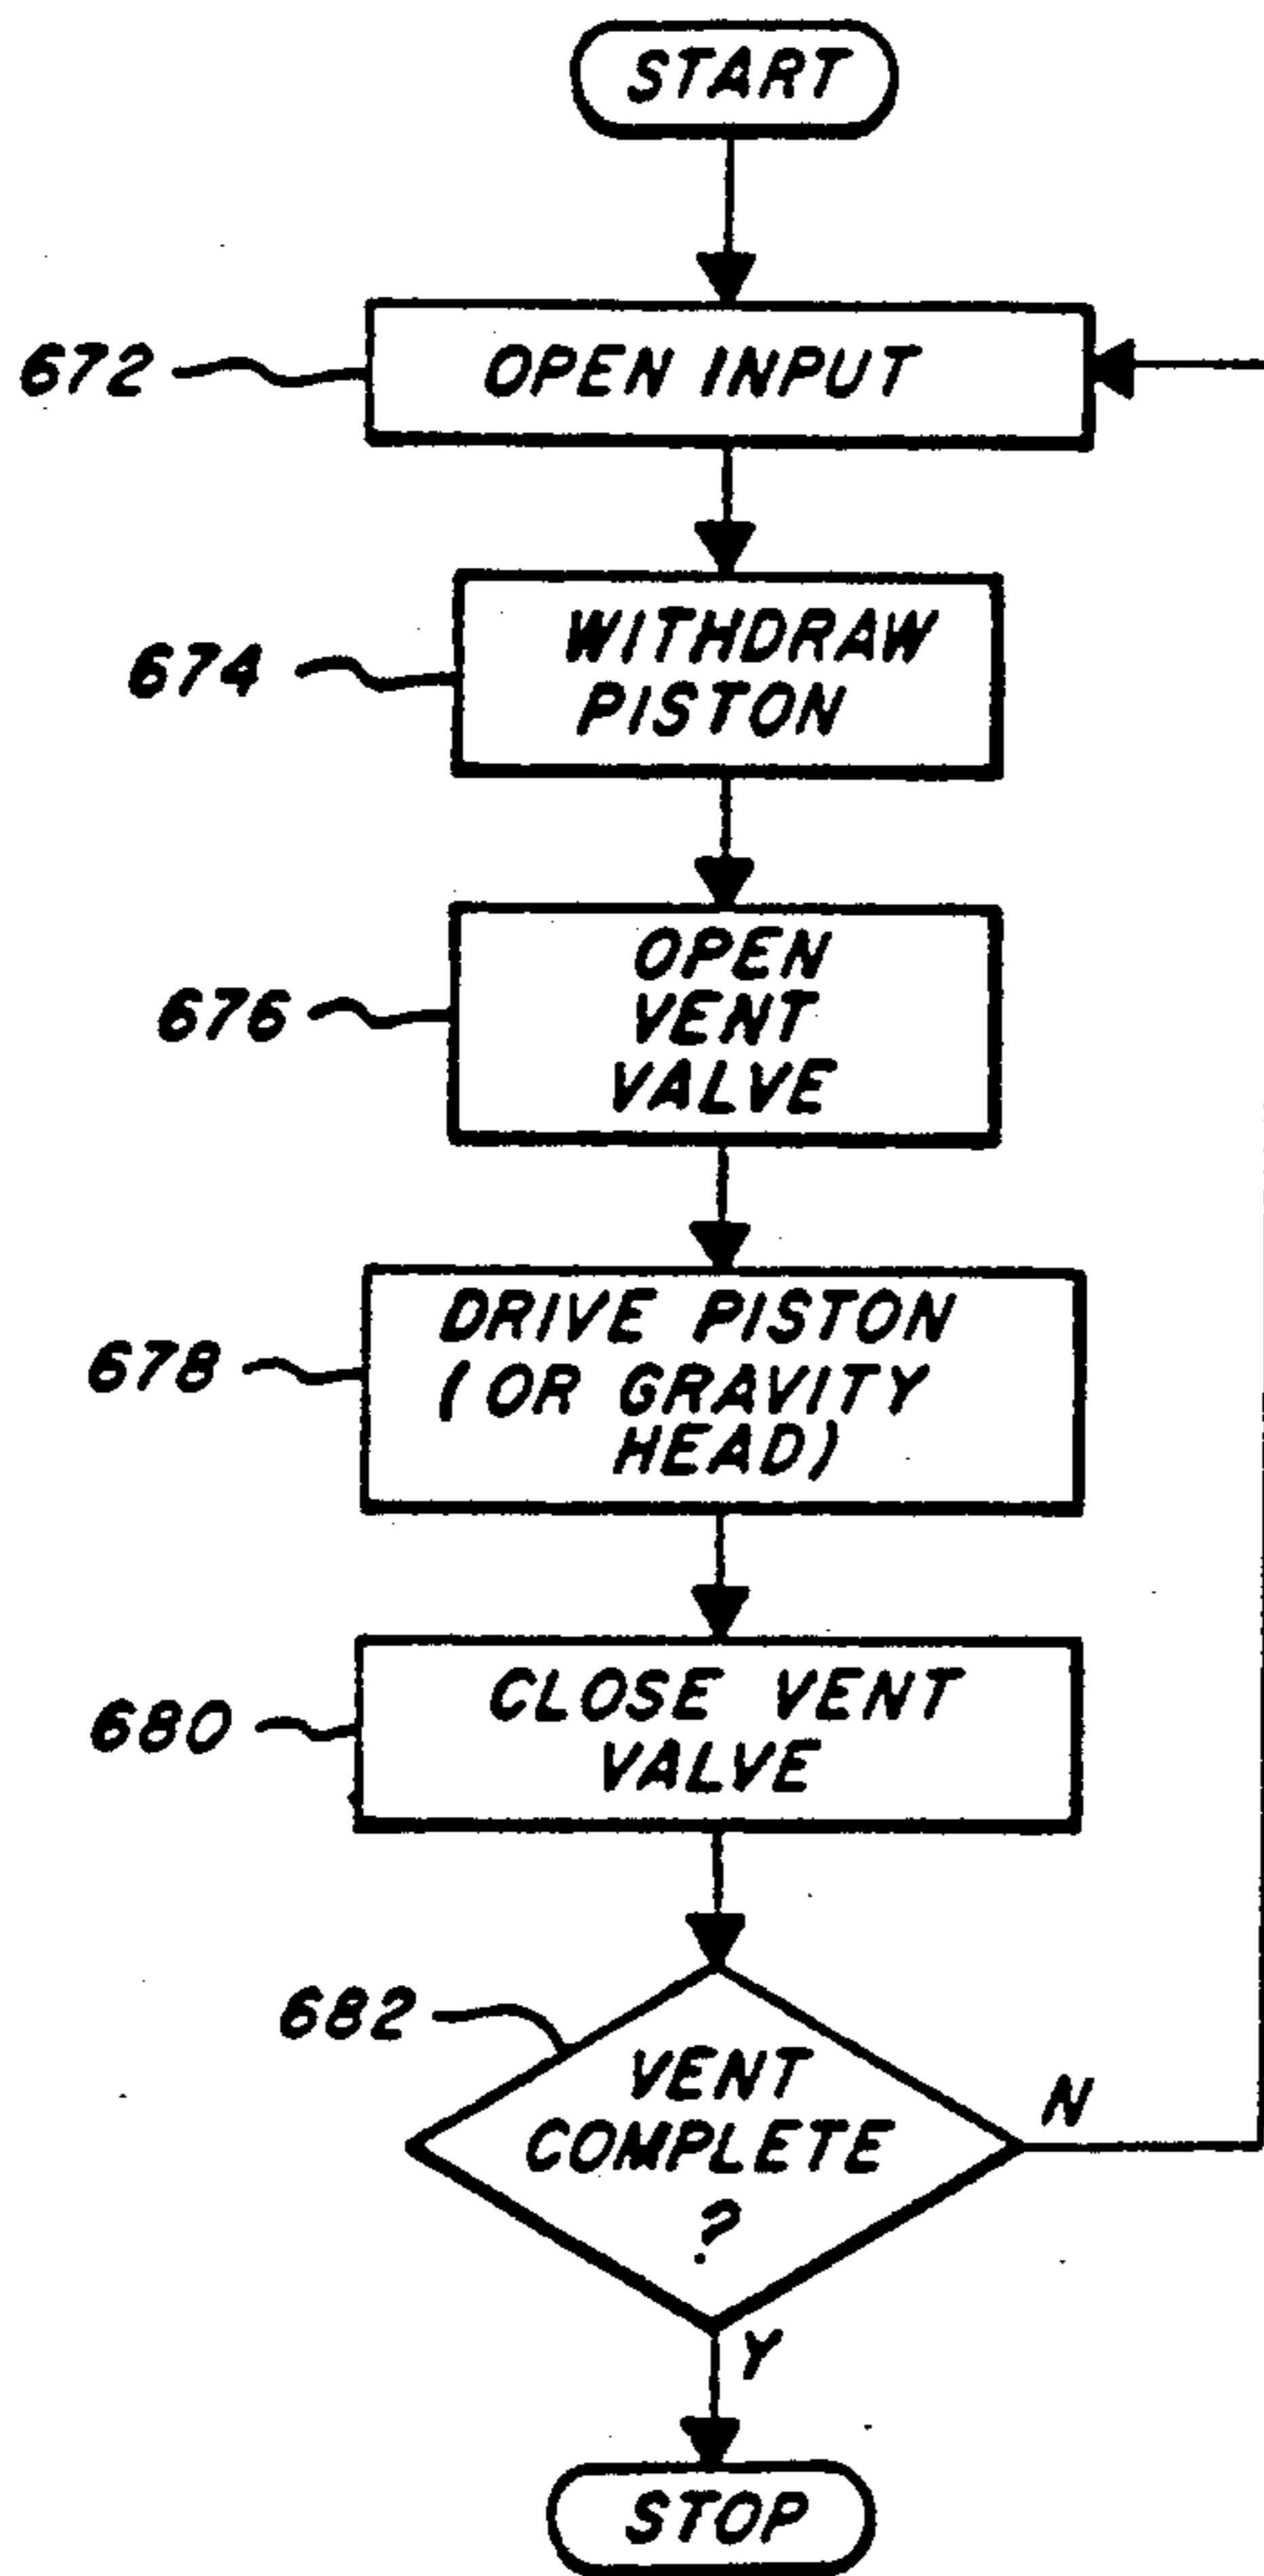 START
672
OPEN INPUT
674
WITHDRAW
PISTON
676
OPEN
VENT
VALVE
678
DRIVE PISTON
(OR GRAVITY
HEAD)
680
CLOSE VENT
VALVE
682
VENT
COMPLETE
?
N
Y
STOP